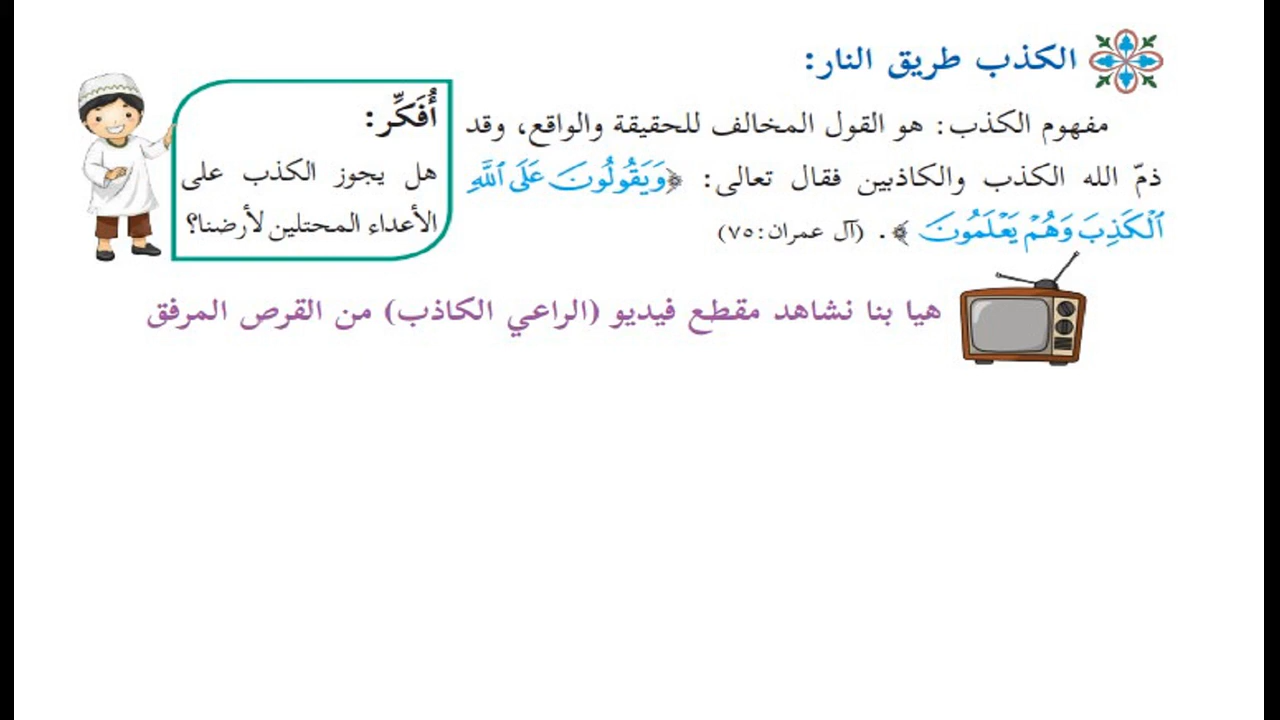 الكذب طريق النار:
مفهوم الكذب: هو القول المخالف للحقيقة والواقع، وقد
ذمّ الله الكذب والكاذبين فقال تعالى: ﴿وَيَقُولُونَ عَلَى ٱللَّهِ
ٱلْكَذِبَ وَهُمْ يَعْلَمُونَ﴾. (آل عمران:٧٥)
أُفَكِّر:
هل يجوز الكذب على
الأعداء المحتلين لأرضنا؟
هيا بنا نشاهد مقطع فيديو (الراعي الكاذب) من القرص المرفق